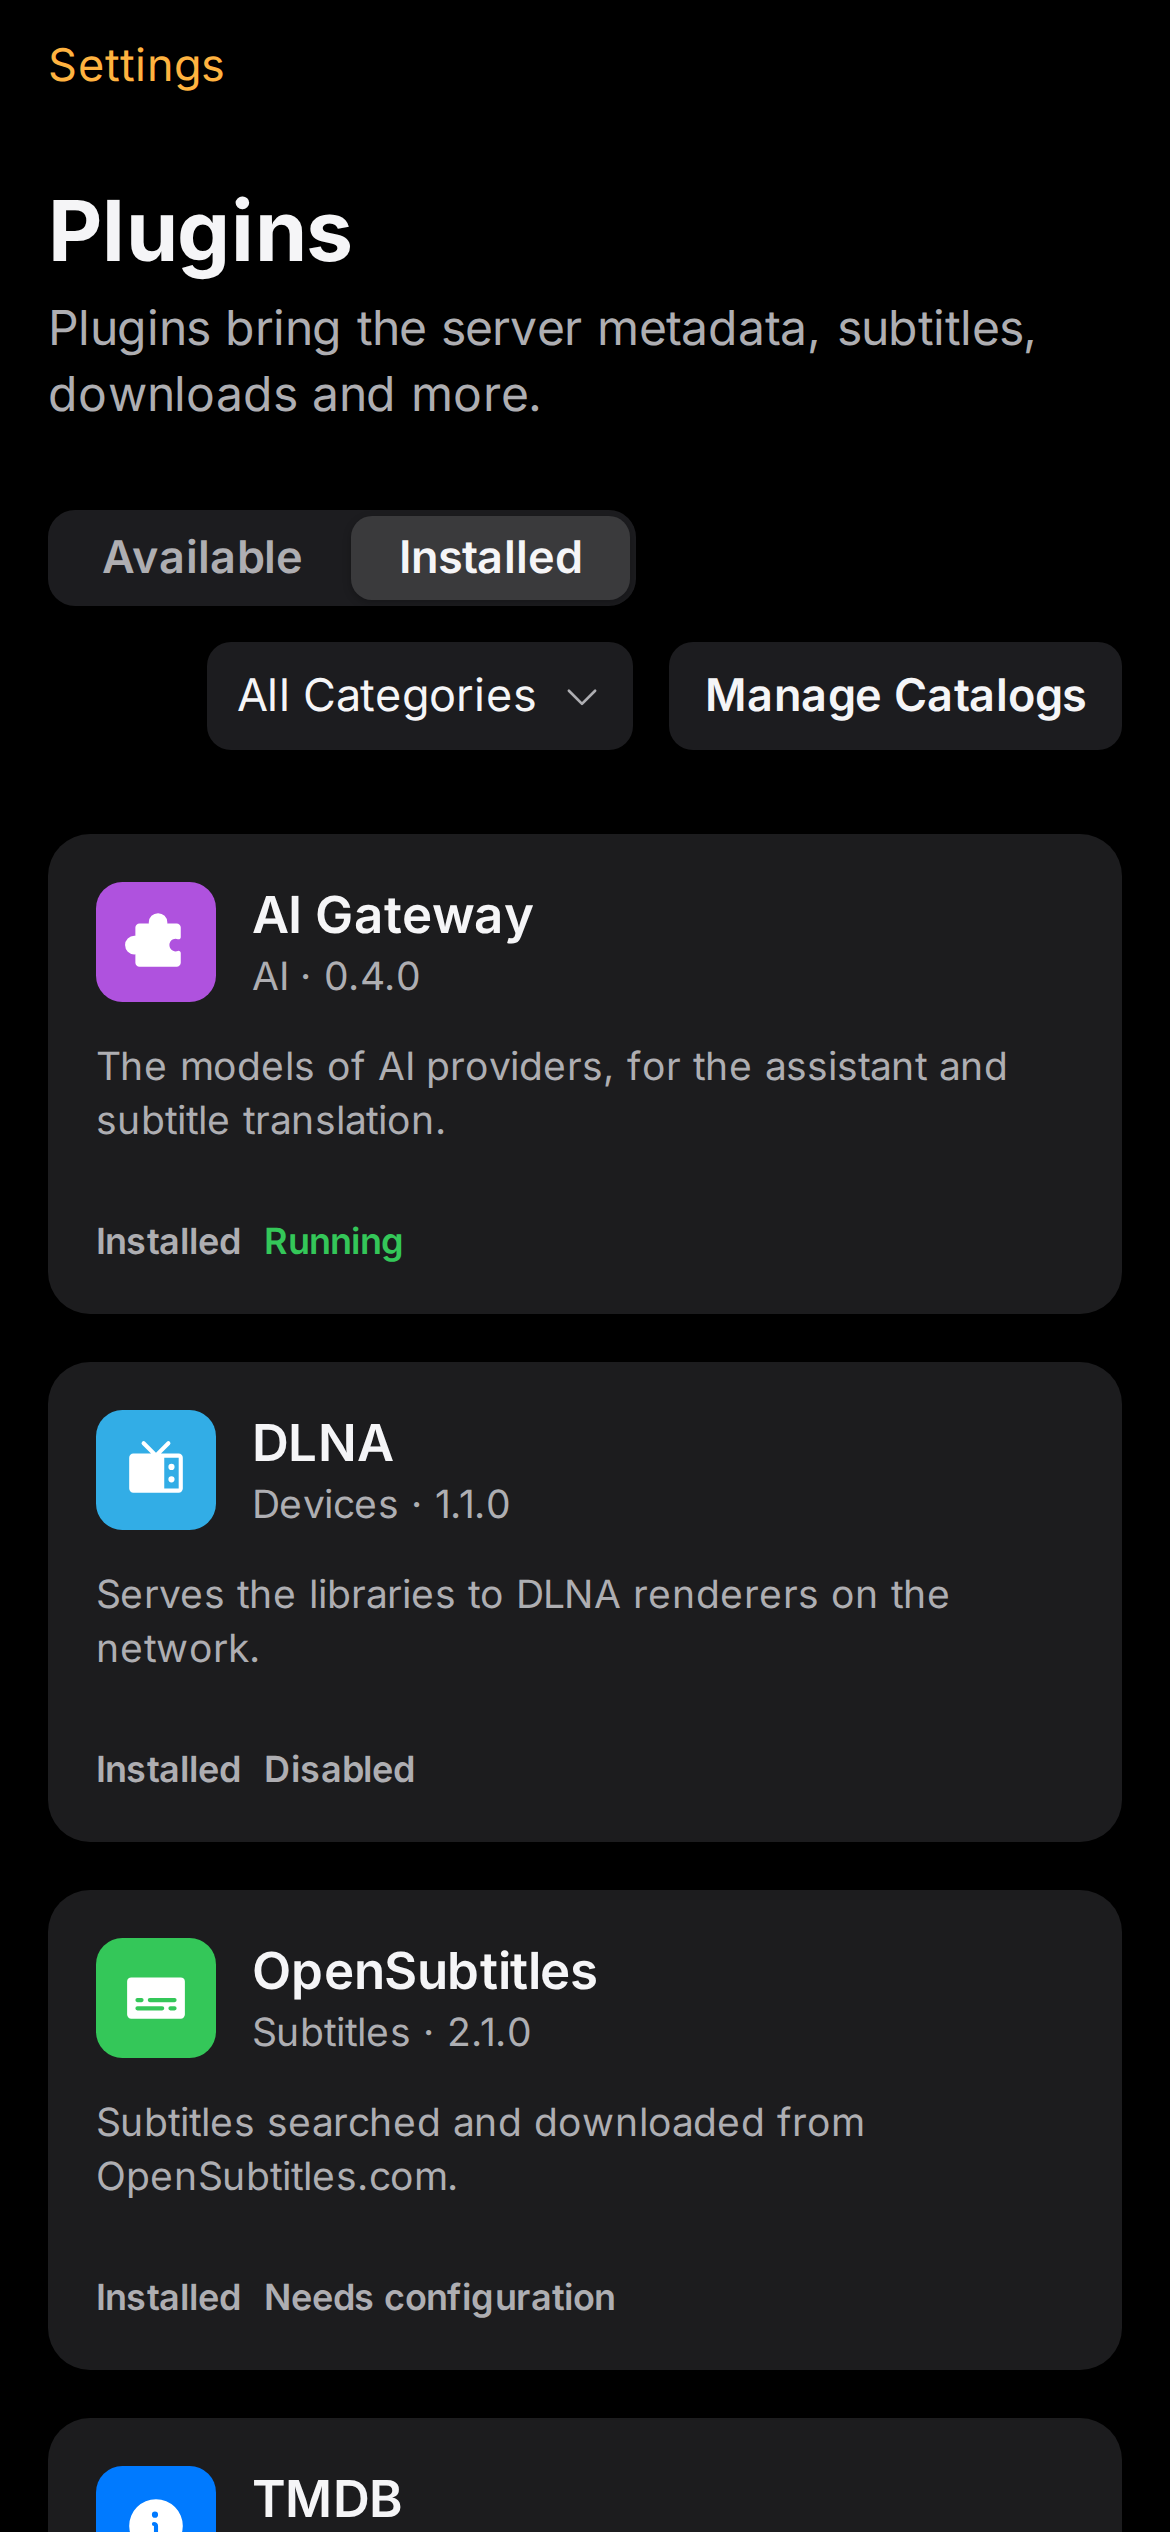 Settings
Plugins
Plugins bring the server metadata, subtitles,
downloads and more.
Available
Installed
All Categories
Manage Catalogs
AI Gateway
AI · 0.4.0
The models of AI providers, for the assistant and
subtitle translation.
Installed Running
DLNA
Devices · 1.1.0
Serves the libraries to DLNA renderers on the
network.
Installed Disabled
OpenSubtitles
Subtitles · 2.1.0
Subtitles searched and downloaded from
OpenSubtitles.com.
Installed Needs configuration
TMDB